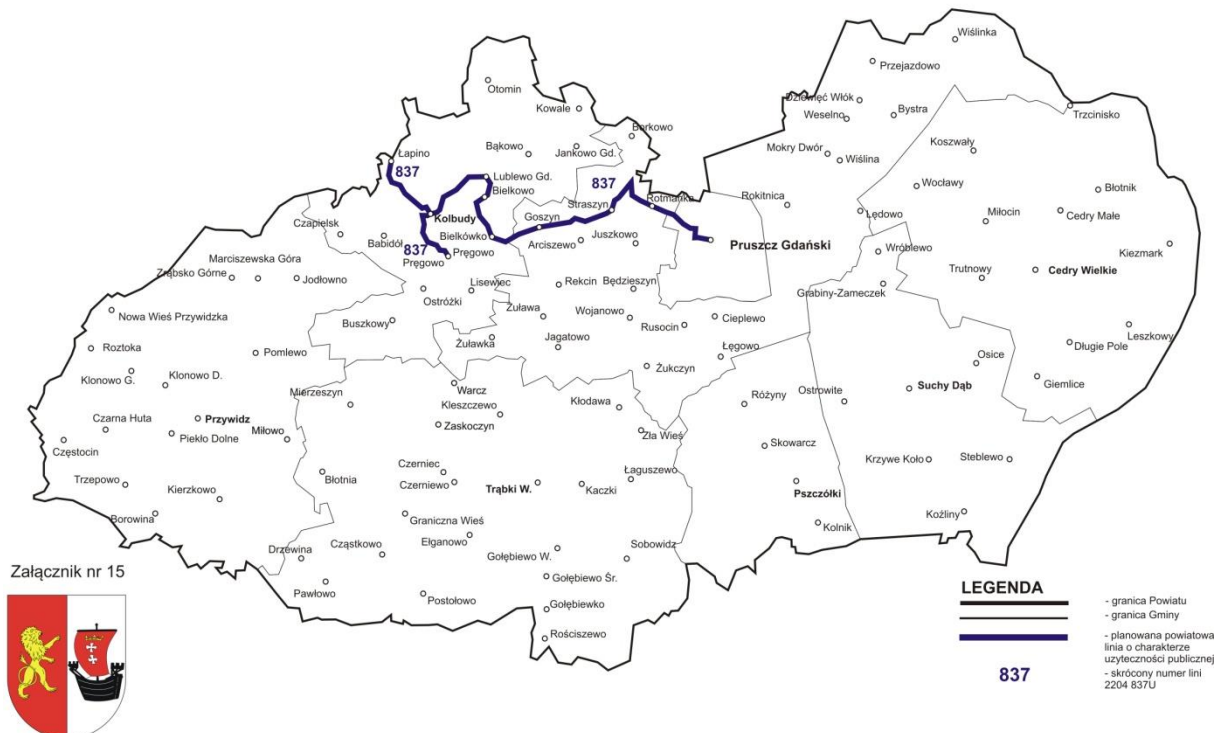 Wiślinka
Przejazdowo
Otomin
Kowale
Dziewięć Włók
Weselno
Bystra
Trzcinisko
Borkowo
Łapino
837
Bąkowo
Jankowo Gd.
Mokry Dwór
Wiślina
Koszwały
Lublewo Gd.
Bielkowo
837
Straszyn
Rotmanka
Rokitnica
Wocławy
Błotnik
Kolbudy
Goszyn
Lędowo
Miłocin
Cedry Małe
Czapielsk
Babidół
Bielkówko
Arciszewo
Juszkowo
Pruszcz Gdański
Wróblewo
Kiezmark
837
Pręgowo
Pręgowo
Marciszewska Góra
Zrąbsko Górne
Jodłowno
Lisewiec
Rekcin
Będzieszyn
Grabiny-Zameczek
Trutnowy
Cedry Wielkie
Ostróżki
Nowa Wieś Przywidzka
Buszkowy
Żuława
Wojanowo
Rusocin
Cieplewo
Leszkowy
Roztoka
Pomlewo
Żuławka
Jagatowo
Łęgowo
Długie Pole
Osice
Klonowo G.
Klonowo D.
Żukczyn
Giemlice
Mierzeszyn
Warcz
Kleszczewo
Kłodawa
Różyny
Ostrowite
Suchy Dąb
Czarna Huta
Przywidz
Zaskoczyn
Piekło Dolne
Miłowo
Zła Wieś
Skowarcz
Częstocin
Krzywe Koło
Steblewo
Trzepowo
Kierzkowo
Błotnia
Czerniec
Czerniewo
Trąbki W.
Kaczki
Łaguszewo
Pszczółki
Borowina
Graniczna Wieś
Koźliny
Kolnik
Drzewina
Cząstkowo
Ełganowo
Gołębiewo W.
Sobowidz
Załącznik nr 15
Pawłowo
Postołowo
Gołębiewo Śr.
Gołębiewko
Rościszewo
LEGENDA
- granica Powiatu
- granica Gminy
- planowana powiatowa
linia o charakterze
uzyteczności publicznej
837
- skrócony numer lini
2204 837U